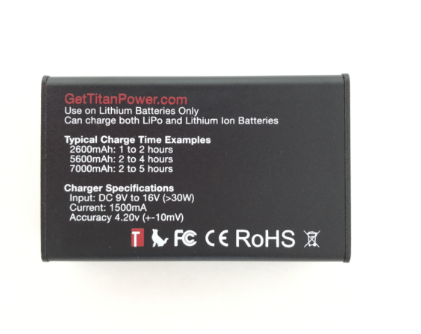 GetTitanPower.com
Use on Lithium Batteries Only
Can charge both LiPo and Lithium Ion Batteries
Typical Charge Time Examples
2600mAh: 1 to 2 hours
5600mAh: 2 to 4 hours
7000mAh: 2 to 5 hours
Charger Specifications
Input: DC 9V to 16V (>30W)
Current: 1500mA
Accuracy 4.20v (+-10mV)
T FC CE RoHS